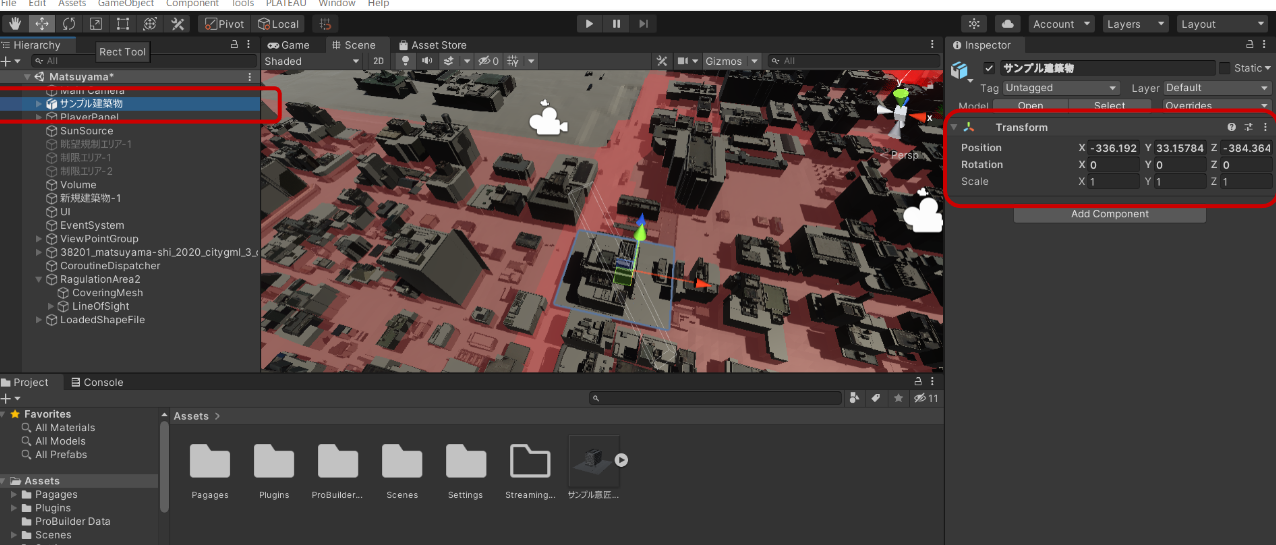 File Edit Assets GameObject Component Tools PLATEAU Window Help
Pivot Local Account Layers Layout
Hierarchy
Rect Tool
All
Matsuyama*
Main Camera
サンプル建築物
PlayerPanel
SunSource
眺望規制エリア-1
制限エリア-1
制限エリア-2
Volume
新規建築物-1
UI
EventSystem
ViewPointGroup
38201_matsuyama-shi_2020_citygml_3_
CoroutineDispatcher
RagulationArea2
CoveringMesh
LineOfSight
LoadedShapeFile
Game Scene Asset Store
Shaded 2D 0 Gizmos All
y
x
Persp
Inspector
サンプル建築物 Static
Tag Untagged Layer Default
Model Open Select Overrides
Transform
Position X -336.192 Y 33.15784 Z -384.364
Rotation X 0 Y 0 Z 0
Scale X 1 Y 1 Z 1
Add Component
Project Console
11
Favorites
All Materials
All Models
All Prefabs
Assets
Pagages
Plugins
ProBuilder Data
Scenes
Assets >
Pagages Plugins ProBuilder... Scenes Settings Streaming... サンプル意匠...